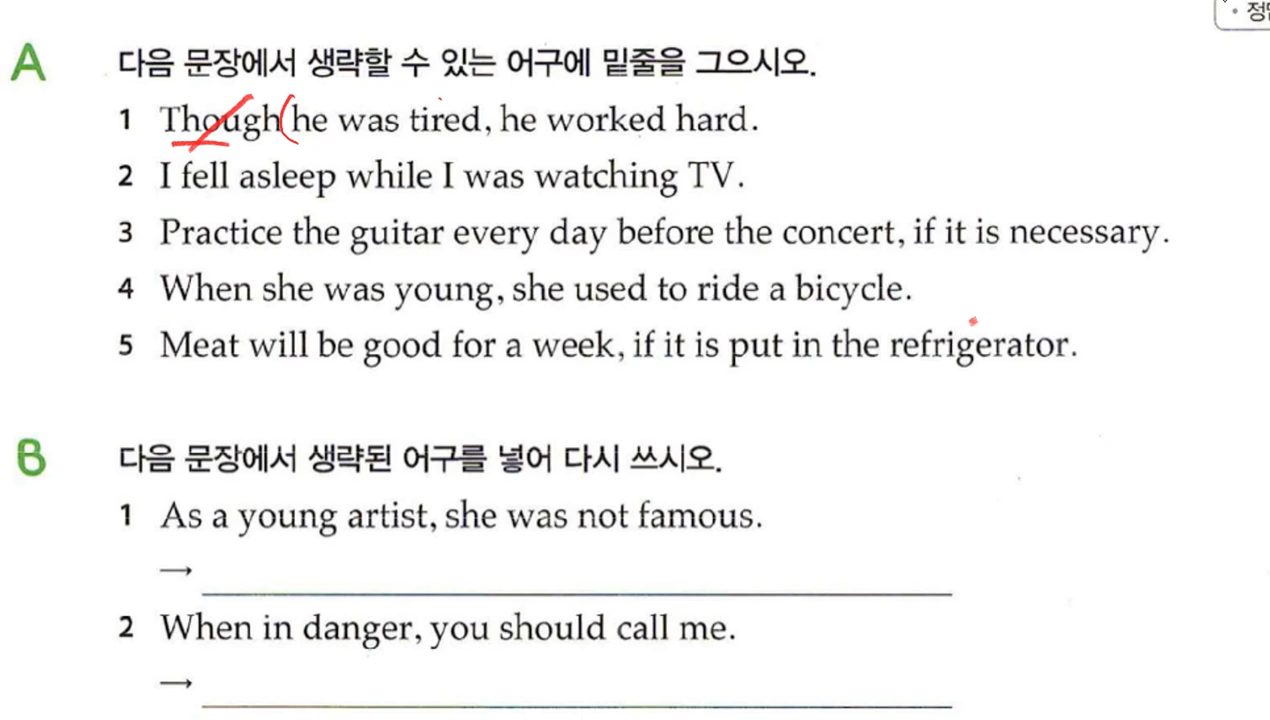 A 다음 문장에서 생략할 수 있는 어구에 밑줄을 그으시오.
1 Though he was tired, he worked hard.
2 I fell asleep while I was watching TV.
3 Practice the guitar every day before the concert, if it is necessary.
4 When she was young, she used to ride a bicycle.
5 Meat will be good for a week, if it is put in the refrigerator.
B 다음 문장에서 생략된 어구를 넣어 다시 쓰시오.
1 As a young artist, she was not famous.
→
2 When in danger, you should call me.
→